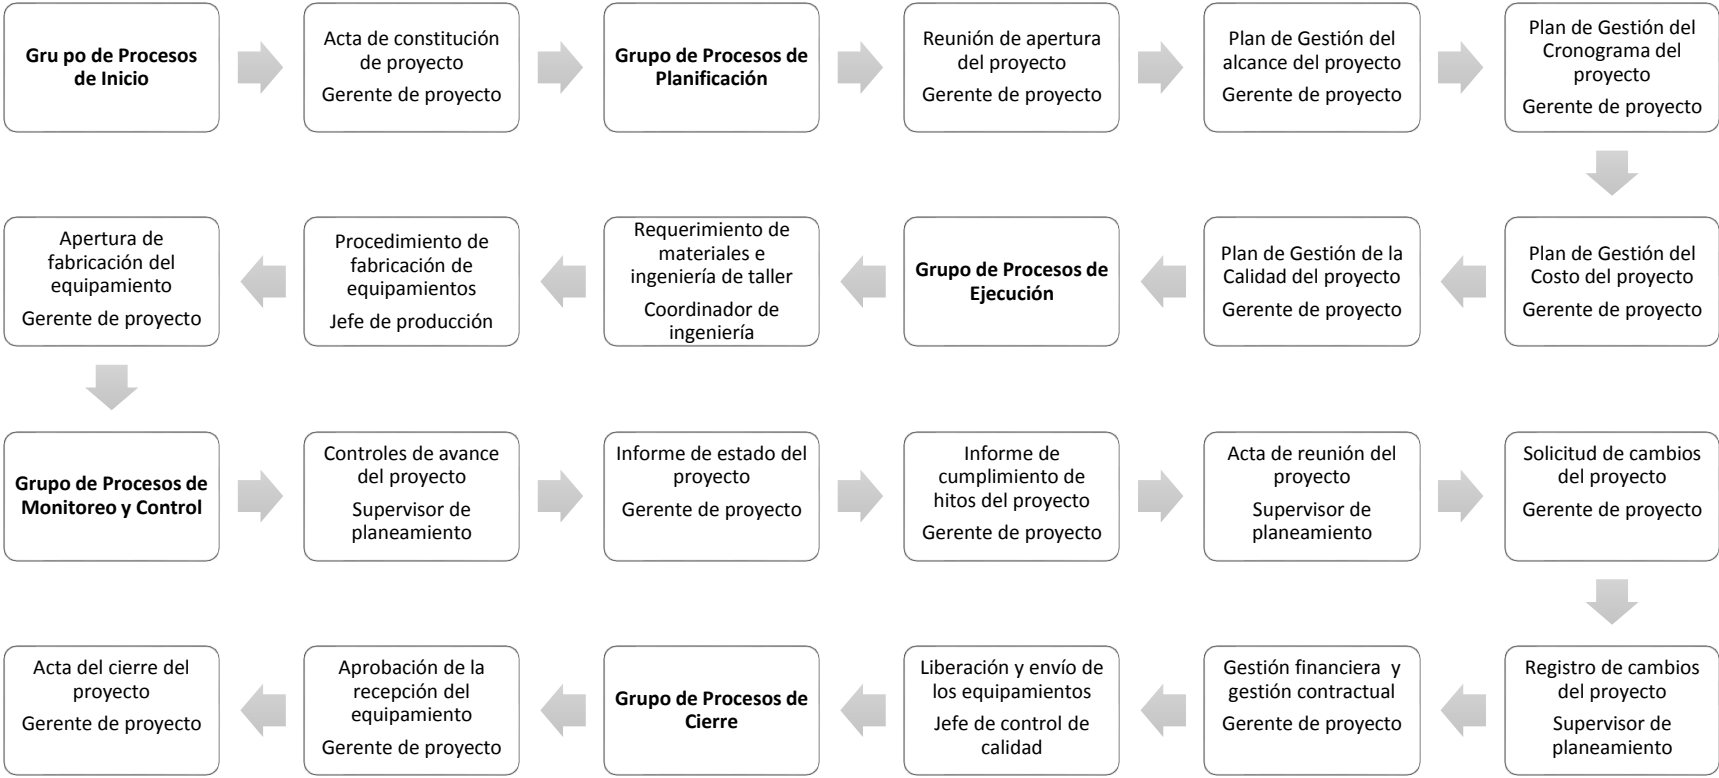 Gru po de Procesos
de Inicio
Acta de constitución
de proyecto
Gerente de proyecto
Grupo de Procesos de
Planificación
Reunión de apertura
del proyecto
Gerente de proyecto
Plan de Gestión del
alcance del proyecto
Gerente de proyecto
Plan de Gestión del
Cronograma del
proyecto
Gerente de proyecto
Plan de Gestión del
Costo del proyecto
Gerente de proyecto
Plan de Gestión de la
Calidad del proyecto
Gerente de proyecto
Grupo de Procesos de
Ejecución
Requerimiento de
materiales e
ingeniería de taller
Coordinador de
ingeniería
Procedimiento de
fabricación de
equipamientos
Jefe de producción
Apertura de
fabricación del
equipamiento
Gerente de proyecto
Grupo de Procesos de
Monitoreo y Control
Controles de avance
del proyecto
Supervisor de
planeamiento
Informe de estado del
proyecto
Gerente de proyecto
Informe de
cumplimiento de
hitos del proyecto
Gerente de proyecto
Acta de reunión del
proyecto
Supervisor de
planeamiento
Solicitud de cambios
del proyecto
Gerente de proyecto
Registro de cambios
del proyecto
Supervisor de
planeamiento
Gestión financiera y
gestión contractual
Gerente de proyecto
Liberación y envío de
los equipamientos
Jefe de control de
calidad
Grupo de Procesos de
Cierre
Aprobación de la
recepción del
equipamiento
Gerente de proyecto
Acta del cierre del
proyecto
Gerente de proyecto